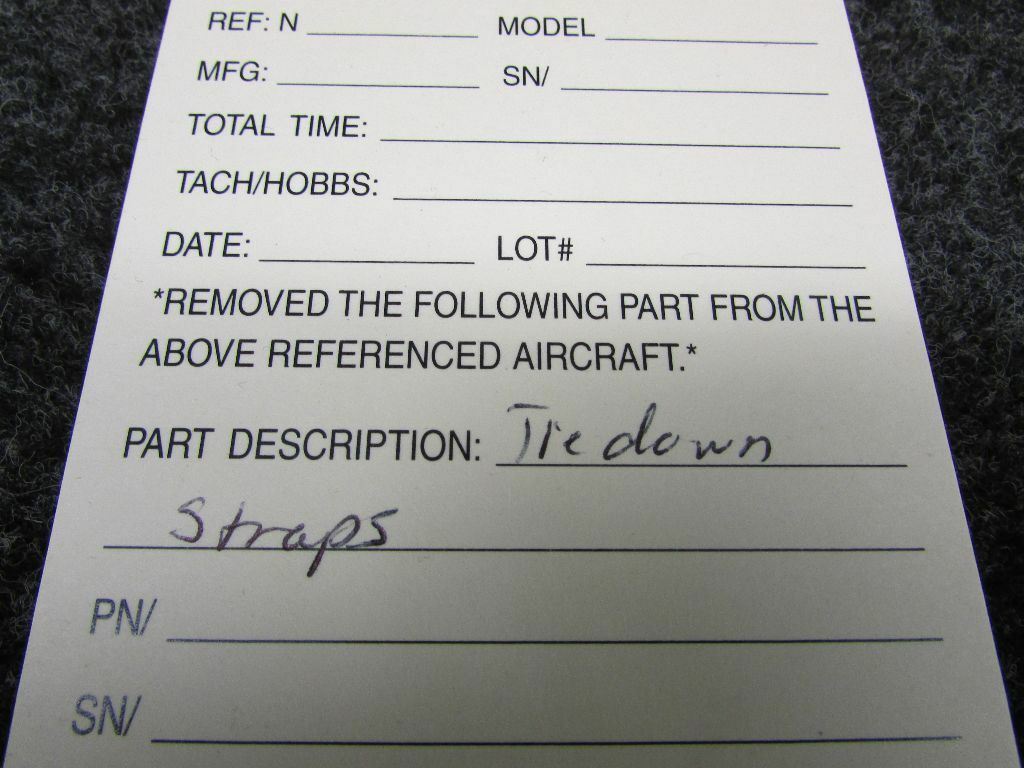 REF: N MODEL
MFG: SN/
TOTAL TIME:
TACH/HOBBS:
DATE: LOT#
*REMOVED THE FOLLOWING PART FROM THE
ABOVE REFERENCED AIRCRAFT.*
PART DESCRIPTION: Tie down
Straps
PN/
SN/